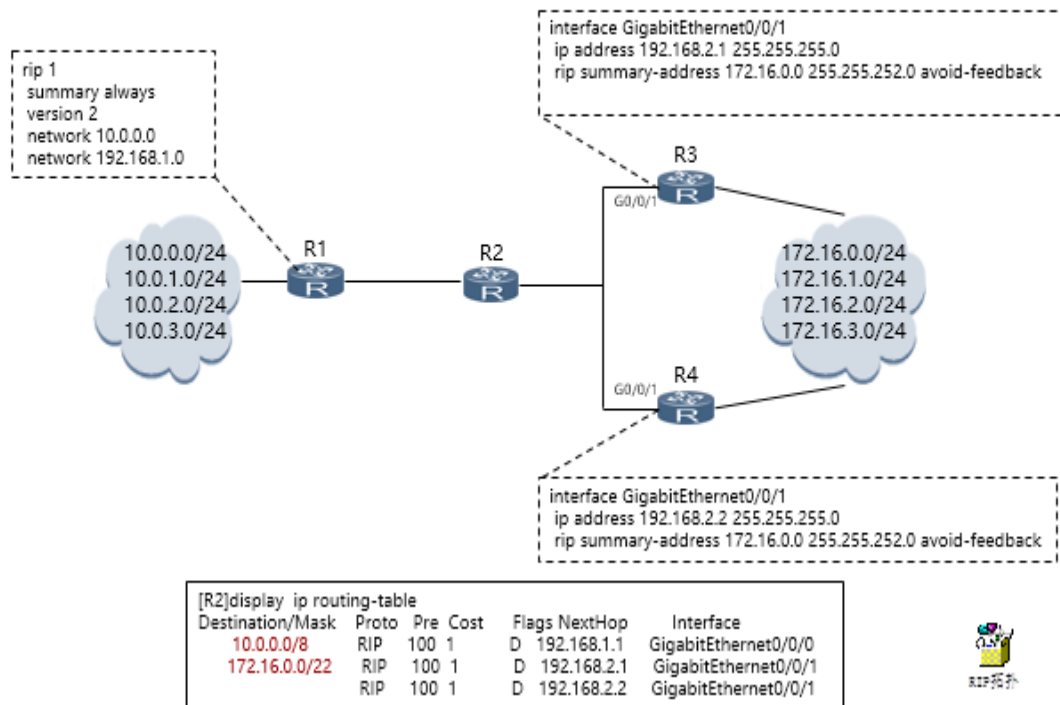 interface GigabitEthernet0/0/1
ip address 192.168.2.1 255.255.255.0
rip summary-address 172.16.0.0 255.255.252.0 avoid-feedback
rip 1
summary always
version 2
network 10.0.0.0
network 192.168.1.0
R3
G0/0/1
R
10.0.0.0/24
10.0.1.0/24
10.0.2.0/24
10.0.3.0/24
R1
R
R2
R
172.16.0.0/24
172.16.1.0/24
172.16.2.0/24
172.16.3.0/24
R4
G0/0/1
R
interface GigabitEthernet0/0/1
ip address 192.168.2.2 255.255.255.0
rip summary-address 172.16.0.0 255.255.252.0 avoid-feedback
[R2]display ip routing-table
Destination/Mask Proto Pre Cost Flags NextHop Interface
10.0.0.0/8 RIP 100 1 D 192.168.1.1 GigabitEthernet0/0/0
172.16.0.0/22 RIP 100 1 D 192.168.2.1 GigabitEthernet0/0/1
RIP 100 1 D 192.168.2.2 GigabitEthernet0/0/1
RIP拓扑